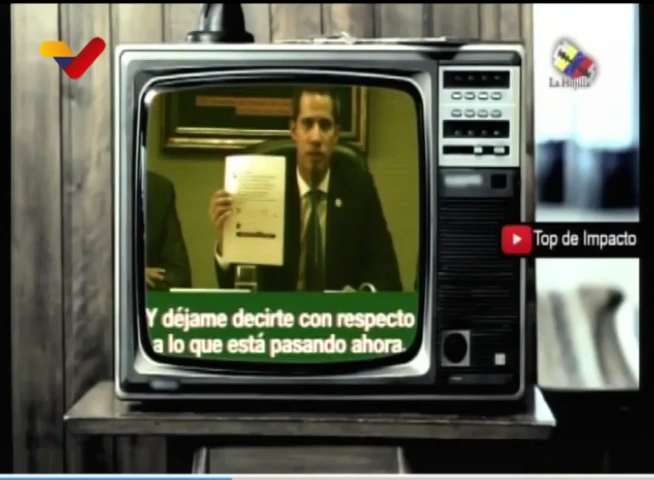 La Hojilla
Top de Impacto
Y déjame decirte con respecto
a lo que está pasando ahora.